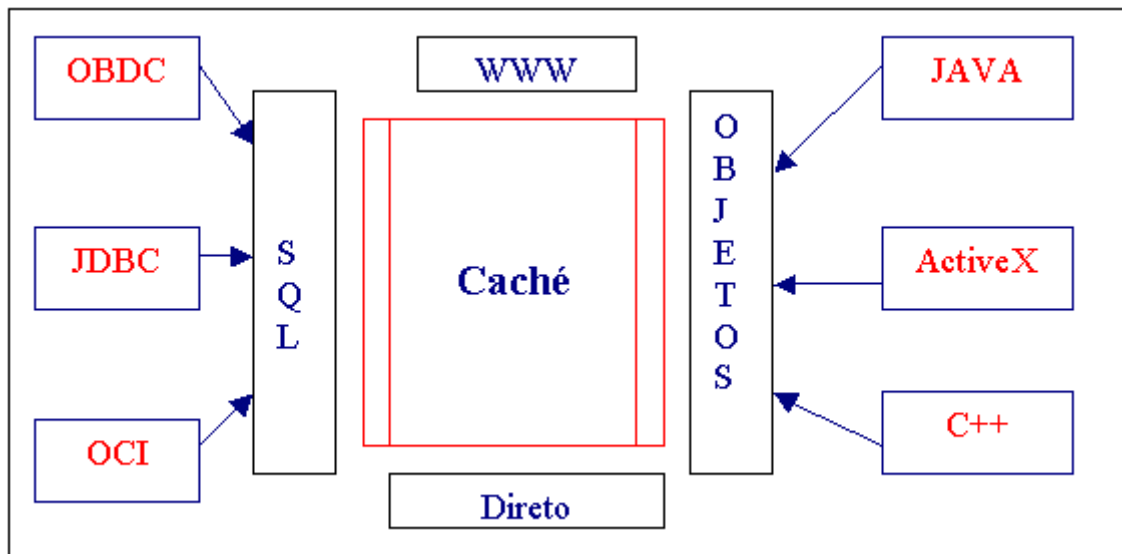 OBDC
WWW
JAVA
SQL
OBJETOS
JDBC
Caché
ActiveX
OCI
Direto
C++